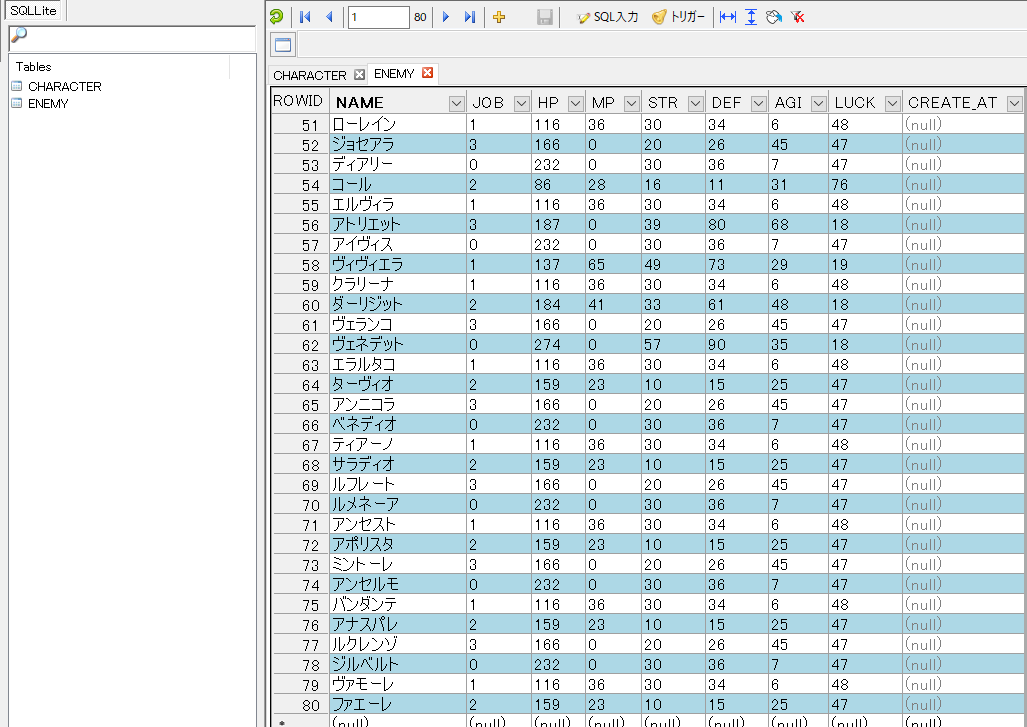 SQLLite
1 80 SQL入力 トリガー
Tables
CHARACTER
ENEMY
CHARACTER ENEMY
ROWID NAME JOB HP MP STR DEF AGI LUCK CREATE_AT
51 ローレイン 1 116 36 30 34 6 48 (null)
52 ジョセアラ 3 166 0 20 26 45 47 (null)
53 ディアリー 0 232 0 30 36 7 47 (null)
54 コール 2 86 28 16 11 31 76 (null)
55 エルヴィラ 1 116 36 30 34 6 48 (null)
56 アトリエット 3 187 0 39 80 68 18 (null)
57 アイヴィス 0 232 0 30 36 7 47 (null)
58 ヴィヴィエラ 1 137 65 49 73 29 19 (null)
59 クラリーナ 1 116 36 30 34 6 48 (null)
60 ダーリジット 2 184 41 33 61 48 18 (null)
61 ヴェランコ 3 166 0 20 26 45 47 (null)
62 ヴェネデット 0 274 0 57 90 35 18 (null)
63 エラルタコ 1 116 36 30 34 6 48 (null)
64 ターヴィオ 2 159 23 10 15 25 47 (null)
65 アンニコラ 3 166 0 20 26 45 47 (null)
66 ベネディオ 0 232 0 30 36 7 47 (null)
67 ティアーノ 1 116 36 30 34 6 48 (null)
68 サラディオ 2 159 23 10 15 25 47 (null)
69 ルフレート 3 166 0 20 26 45 47 (null)
70 ルメネーア 0 232 0 30 36 7 47 (null)
71 アンセスト 1 116 36 30 34 6 48 (null)
72 アポリスタ 2 159 23 10 15 25 47 (null)
73 ミントーレ 3 166 0 20 26 45 47 (null)
74 アンセルモ 0 232 0 30 36 7 47 (null)
75 バンダンテ 1 116 36 30 34 6 48 (null)
76 アナスパレ 2 159 23 10 15 25 47 (null)
77 ルクレンゾ 3 166 0 20 26 45 47 (null)
78 ジルベルト 0 232 0 30 36 7 47 (null)
79 ヴァモーレ 1 116 36 30 34 6 48 (null)
80 ファエーレ 2 159 23 10 15 25 47 (null)
* (null) (null) (null) (null) (null) (null) (null) (null) (null)